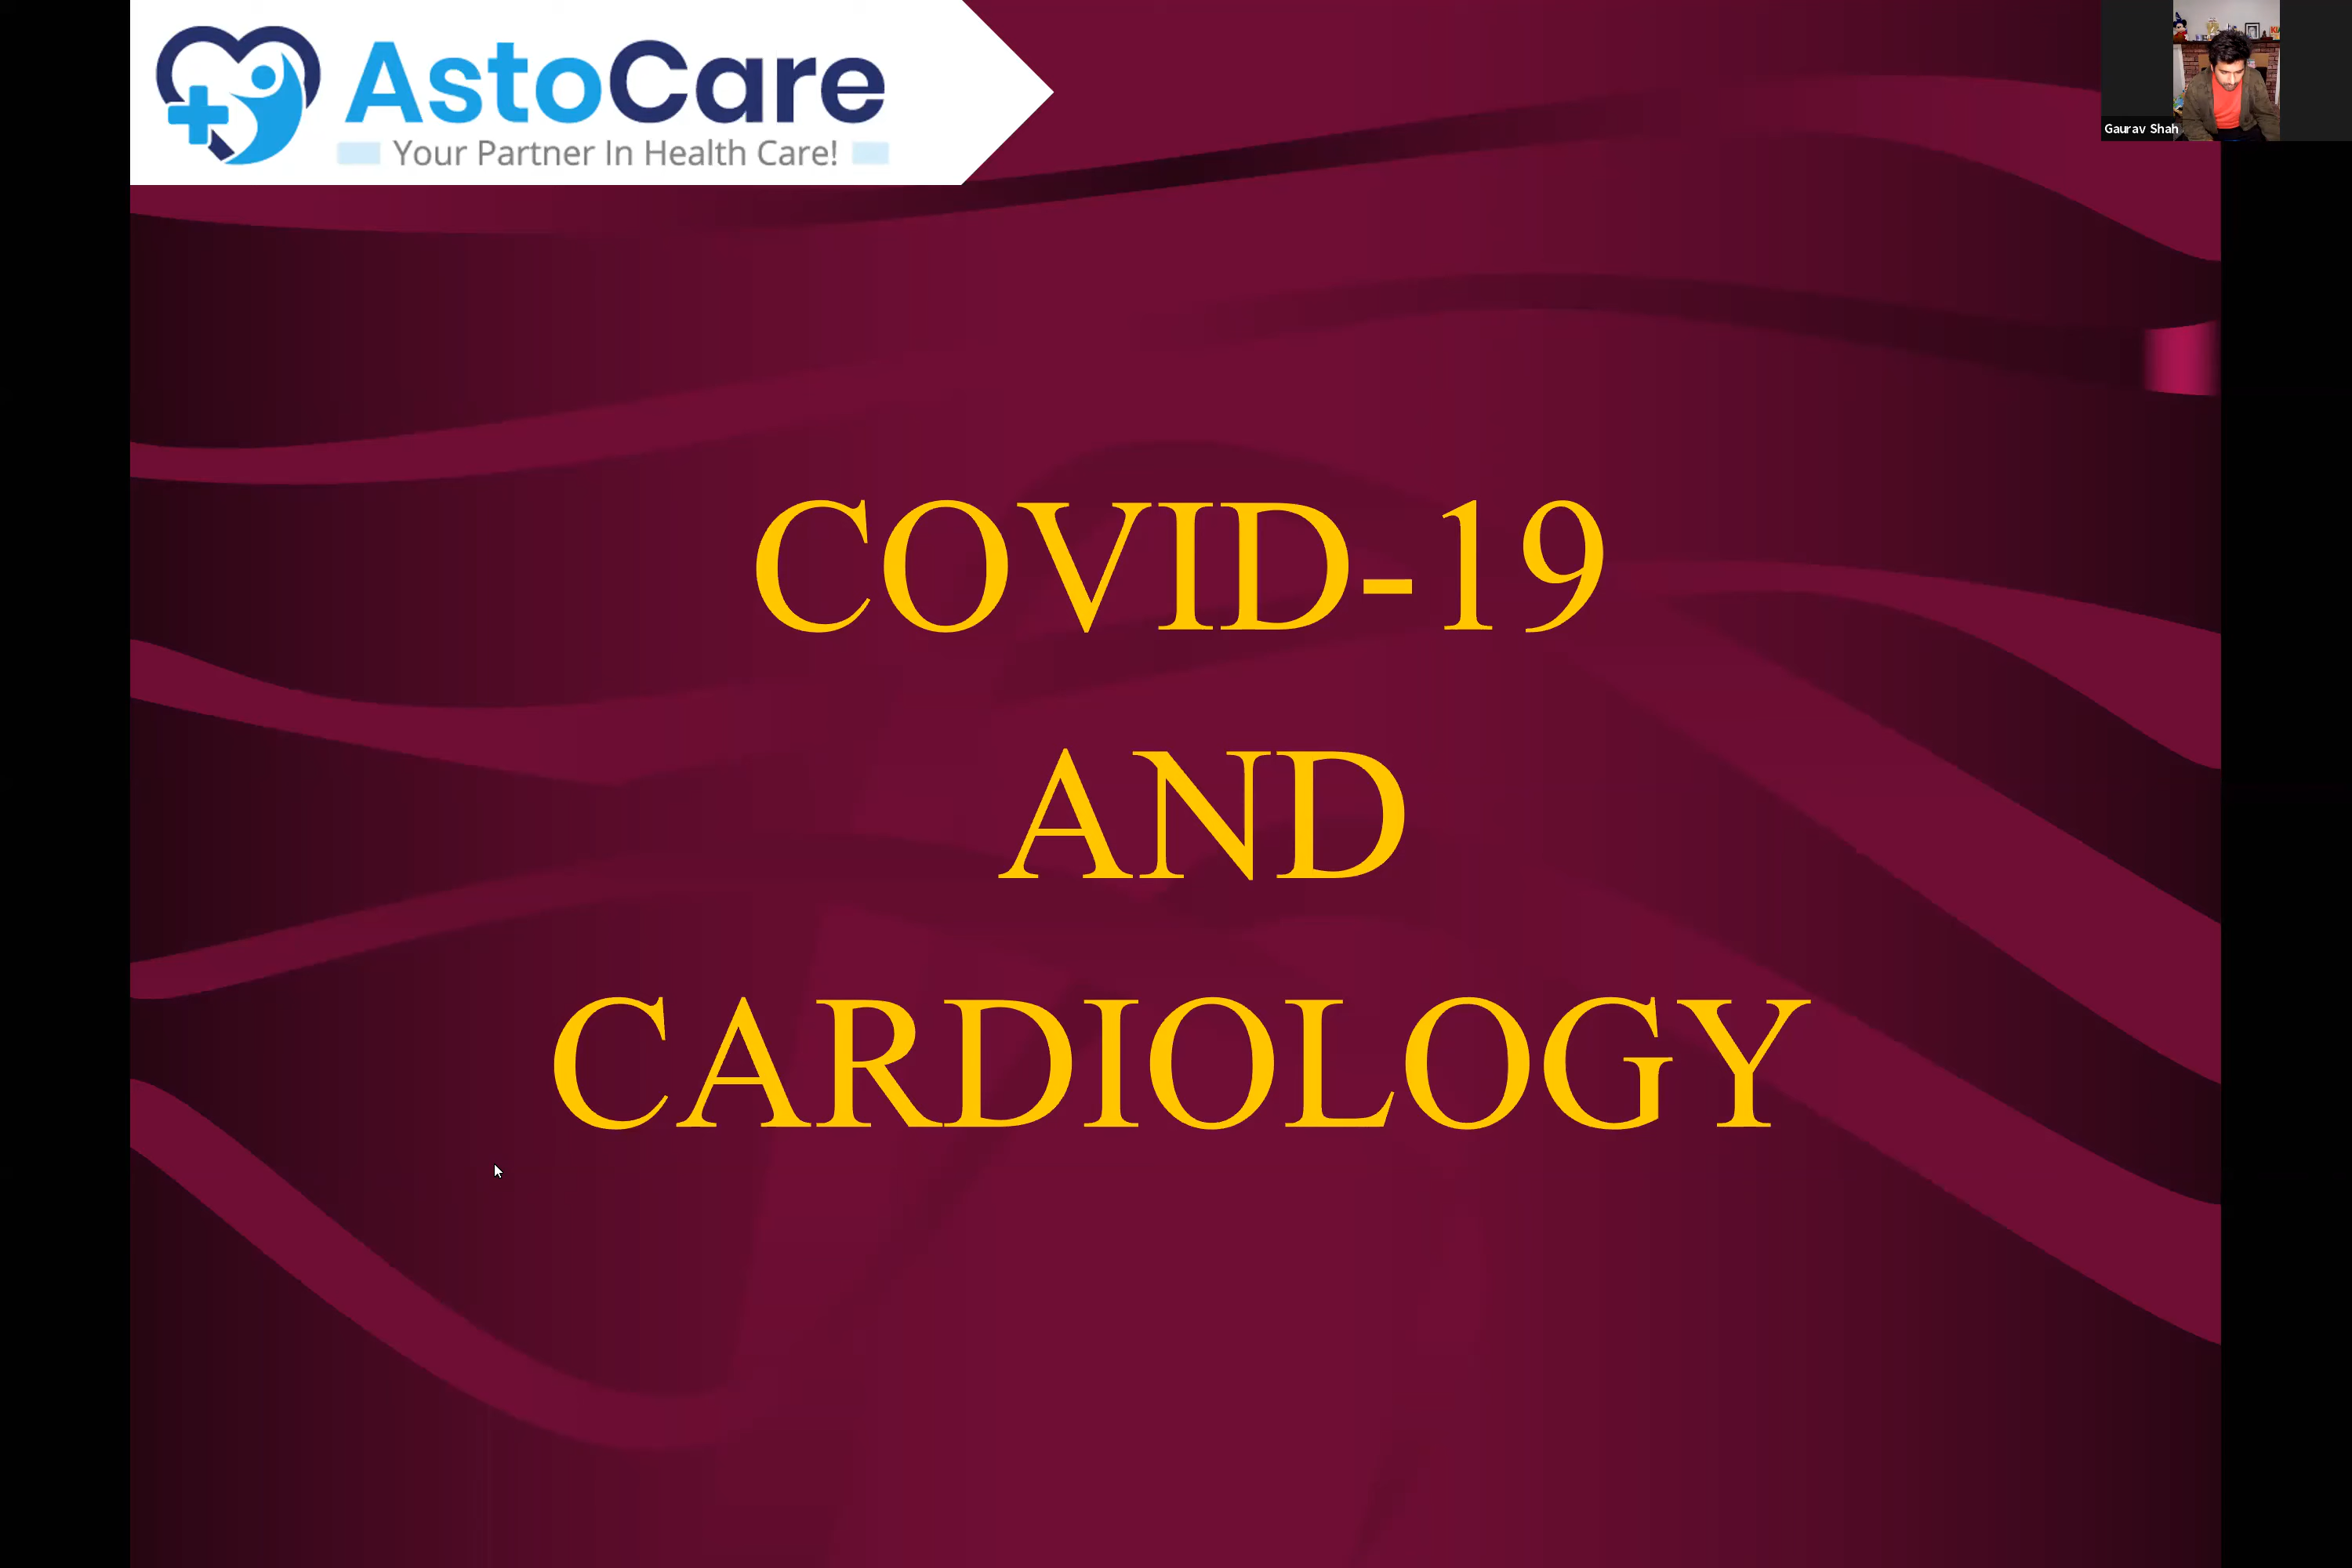 AstoCare
Your Partner In Health Care!
Gaurav Shah
COVID-19
AND
CARDIOLOGY